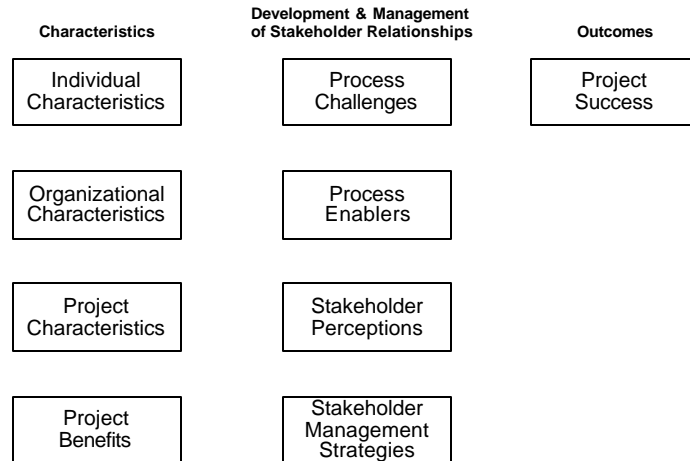 Characteristics
Development & Management
of Stakeholder Relationships
Outcomes
Individual
Characteristics
Process
Challenges
Project
Success
Organizational
Characteristics
Process
Enablers
Project
Characteristics
Stakeholder
Perceptions
Project
Benefits
Stakeholder
Management
Strategies